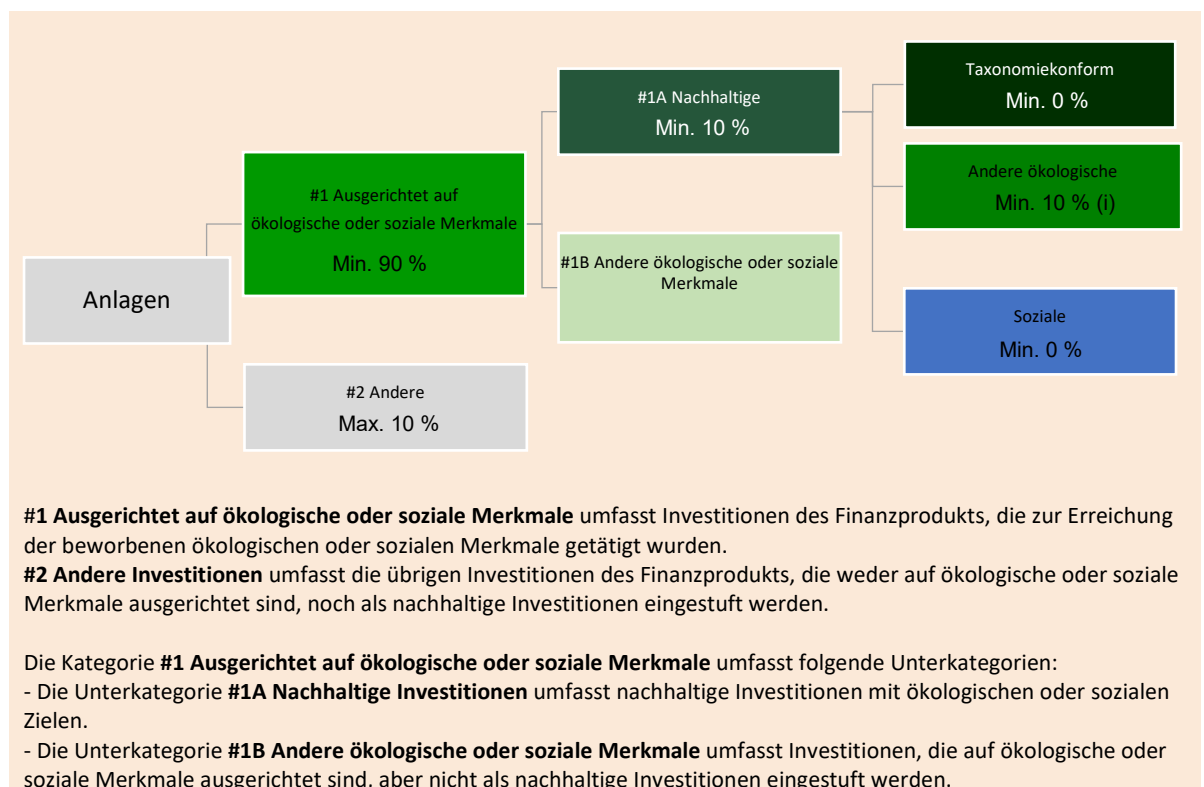 Taxonomiekonform
Min. 0 %
#1A Nachhaltige
Min. 10 %
Andere ökologische
Min. 10 % (i)
#1 Ausgerichtet auf
ökologische oder soziale Merkmale
Min. 90 %
#1B Andere ökologische oder soziale
Merkmale
Anlagen
Soziale
Min. 0 %
#2 Andere
Max. 10 %
#1 Ausgerichtet auf ökologische oder soziale Merkmale umfasst Investitionen des Finanzprodukts, die zur Erreichung
der beworbenen ökologischen oder sozialen Merkmale getätigt wurden.
#2 Andere Investitionen umfasst die übrigen Investitionen des Finanzprodukts, die weder auf ökologische oder soziale
Merkmale ausgerichtet sind, noch als nachhaltige Investitionen eingestuft werden.
Die Kategorie #1 Ausgerichtet auf ökologische oder soziale Merkmale umfasst folgende Unterkategorien:
- Die Unterkategorie #1A Nachhaltige Investitionen umfasst nachhaltige Investitionen mit ökologischen oder sozialen
Zielen.
- Die Unterkategorie #1B Andere ökologische oder soziale Merkmale umfasst Investitionen, die auf ökologische oder
soziale Merkmale ausgerichtet sind, aber nicht als nachhaltige Investitionen eingestuft werden.